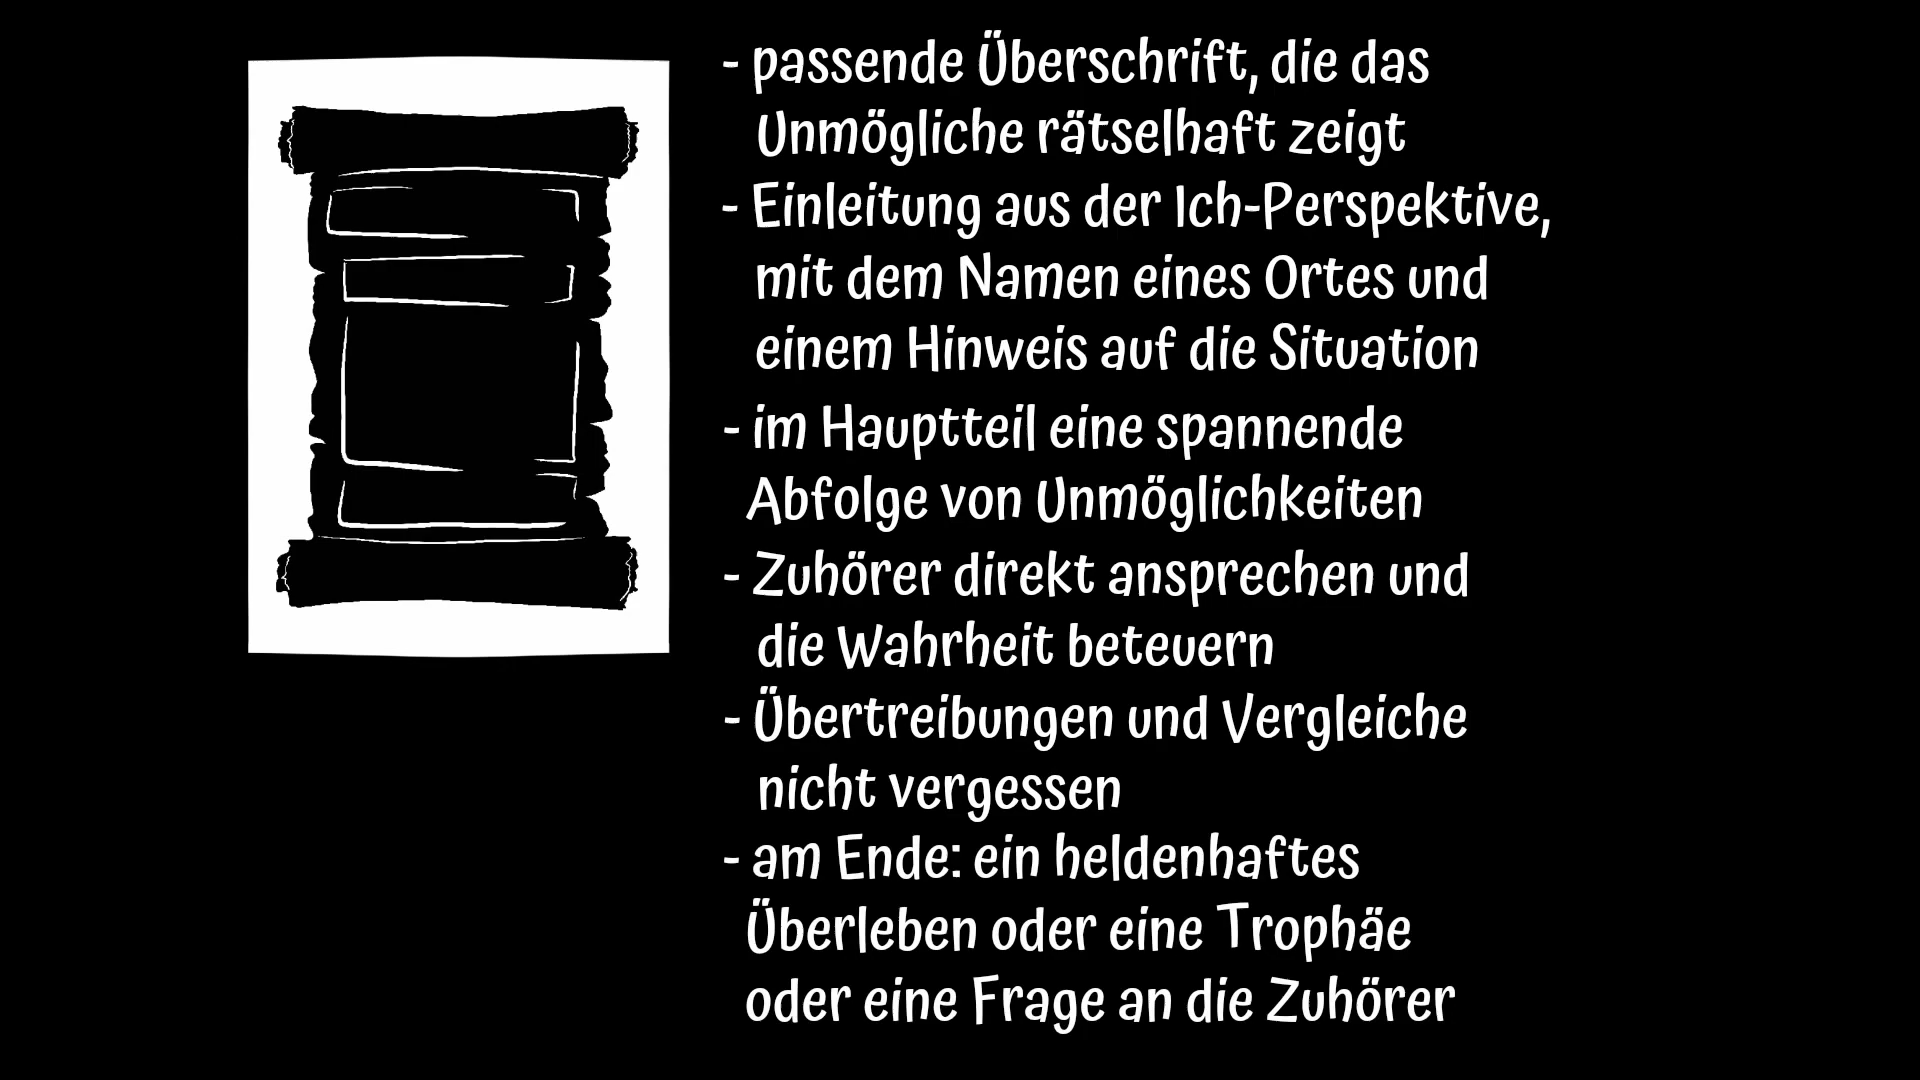 - passende Überschrift, die das
Unmögliche rätselhaft zeigt
- Einleitung aus der Ich-Perspektive,
mit dem Namen eines Ortes und
einem Hinweis auf die Situation
- im Hauptteil eine spannende
Abfolge von Unmöglichkeiten
- Zuhörer direkt ansprechen und
die Wahrheit beteuern
- Übertreibungen und Vergleiche
nicht vergessen
- am Ende: ein heldenhaftes
Überleben oder eine Trophäe
oder eine Frage an die Zuhörer